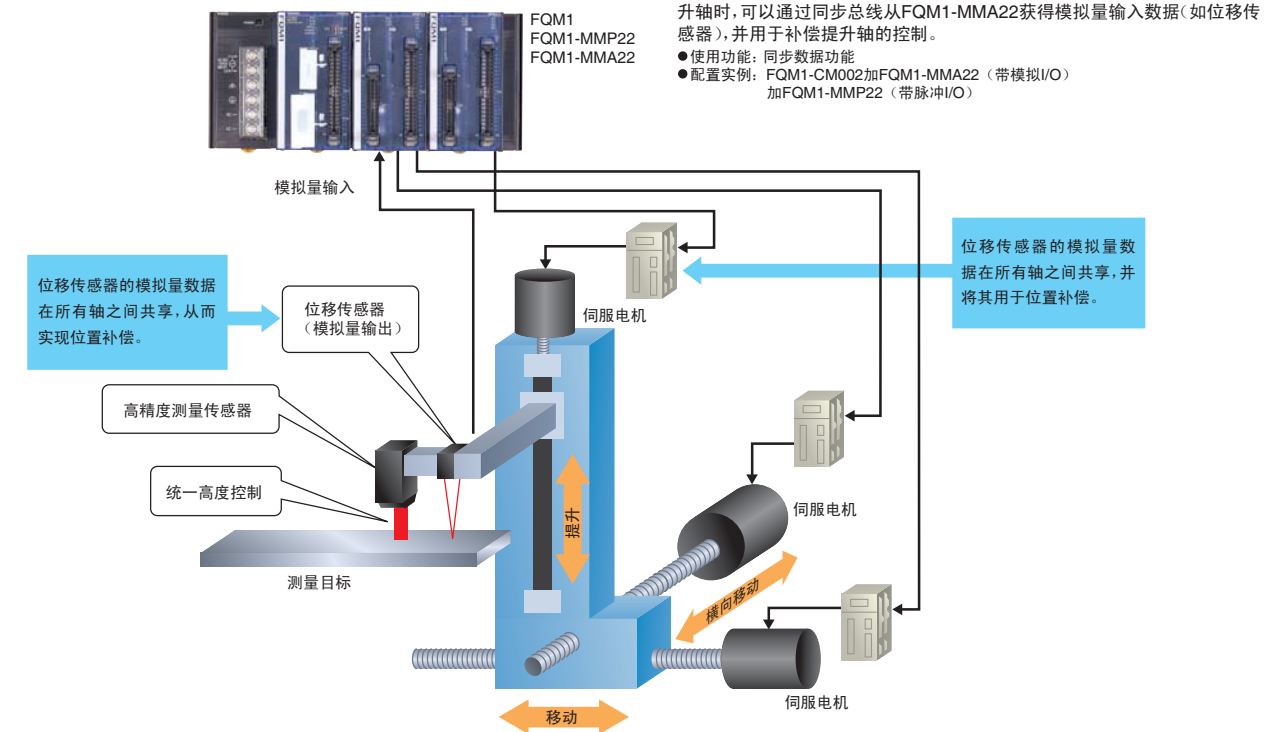 FQM1
FQM1-MMP22
FQM1-MMA22
升轴时,可以通过同步总线从FQM1-MMA22获得模拟量输入数据(如位移传
感器),并用于补偿提升轴的控制。
●使用功能:同步数据功能
●配置实例:FQM1-CM002加FQM1-MMA22(带模拟I/O)
加FQM1-MMP22(带脉冲I/O)
模拟量输入
位移传感器的模拟量数据
在所有轴之间共享,从而
实现位置补偿。
位移传感器
(模拟量输出)
伺服电机
位移传感器的模拟量数
据在所有轴之间共享,并
将其用于位置补偿。
高精度测量传感器
统一高度控制
测量目标
提升
伺服电机
横向移动
伺服电机
移动